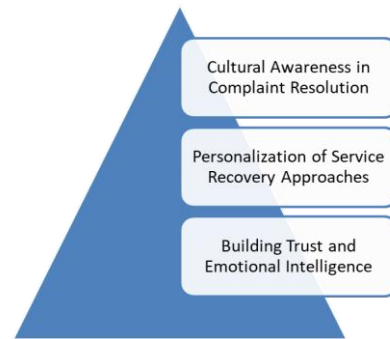 Cultural Awareness in
Complaint Resolution
Personalization of Service
Recovery Approaches
Building Trust and
Emotional Intelligence